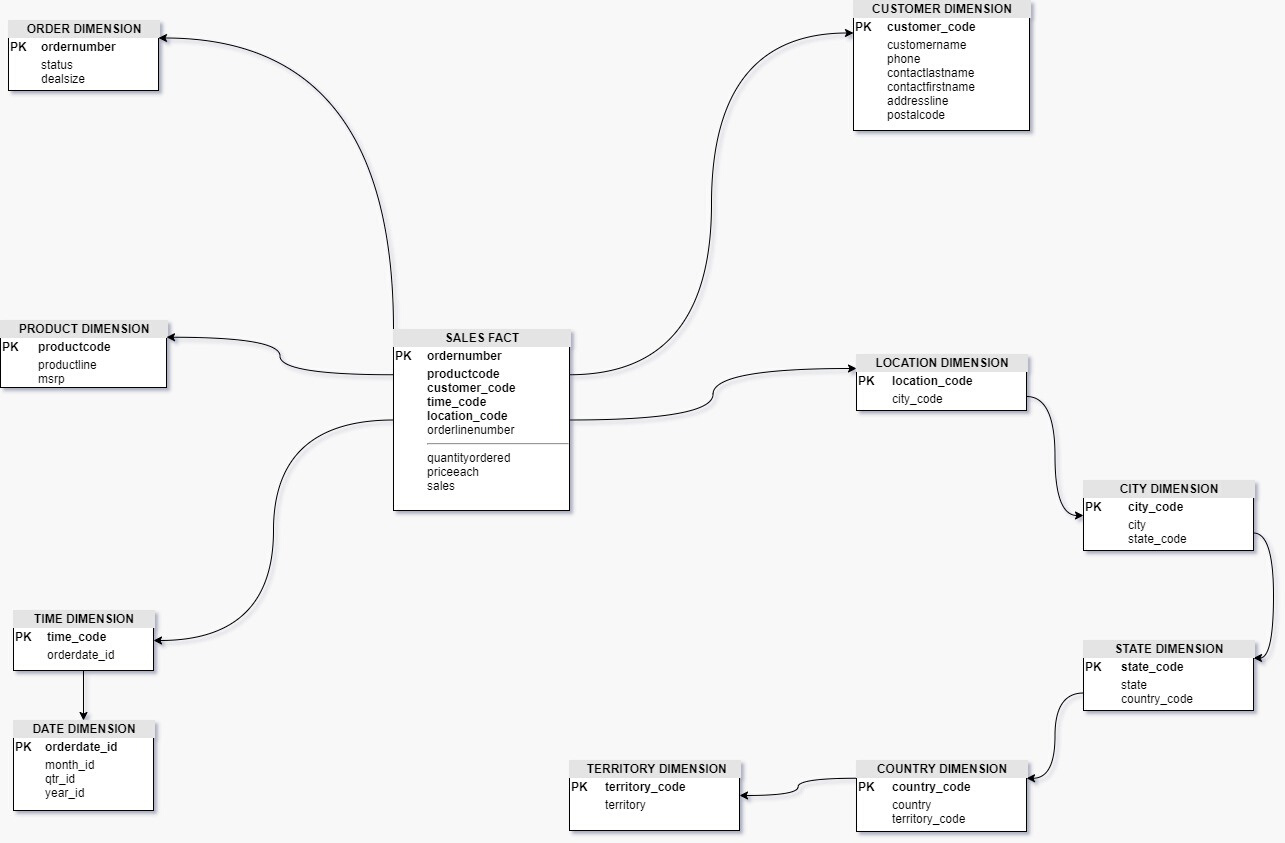 ORDER DIMENSION
PK ordernumber
status
dealsize
CUSTOMER DIMENSION
PK customer_code
customername
phone
contactlastname
contactfirstname
addressline
postalcode
PRODUCT DIMENSION
PK productcode
productline
msrp
SALES FACT
PK ordernumber
productcode
customer_code
time_code
location_code
orderlinenumber
quantityordered
priceeach
sales
LOCATION DIMENSION
PK location_code
city_code
CITY DIMENSION
PK city_code
city
state_code
TIME DIMENSION
PK time_code
orderdate_id
STATE DIMENSION
PK state_code
state
country_code
DATE DIMENSION
PK orderdate_id
month_id
qtr_id
year_id
TERRITORY DIMENSION
PK territory_code
territory
COUNTRY DIMENSION
PK country_code
country
territory_code